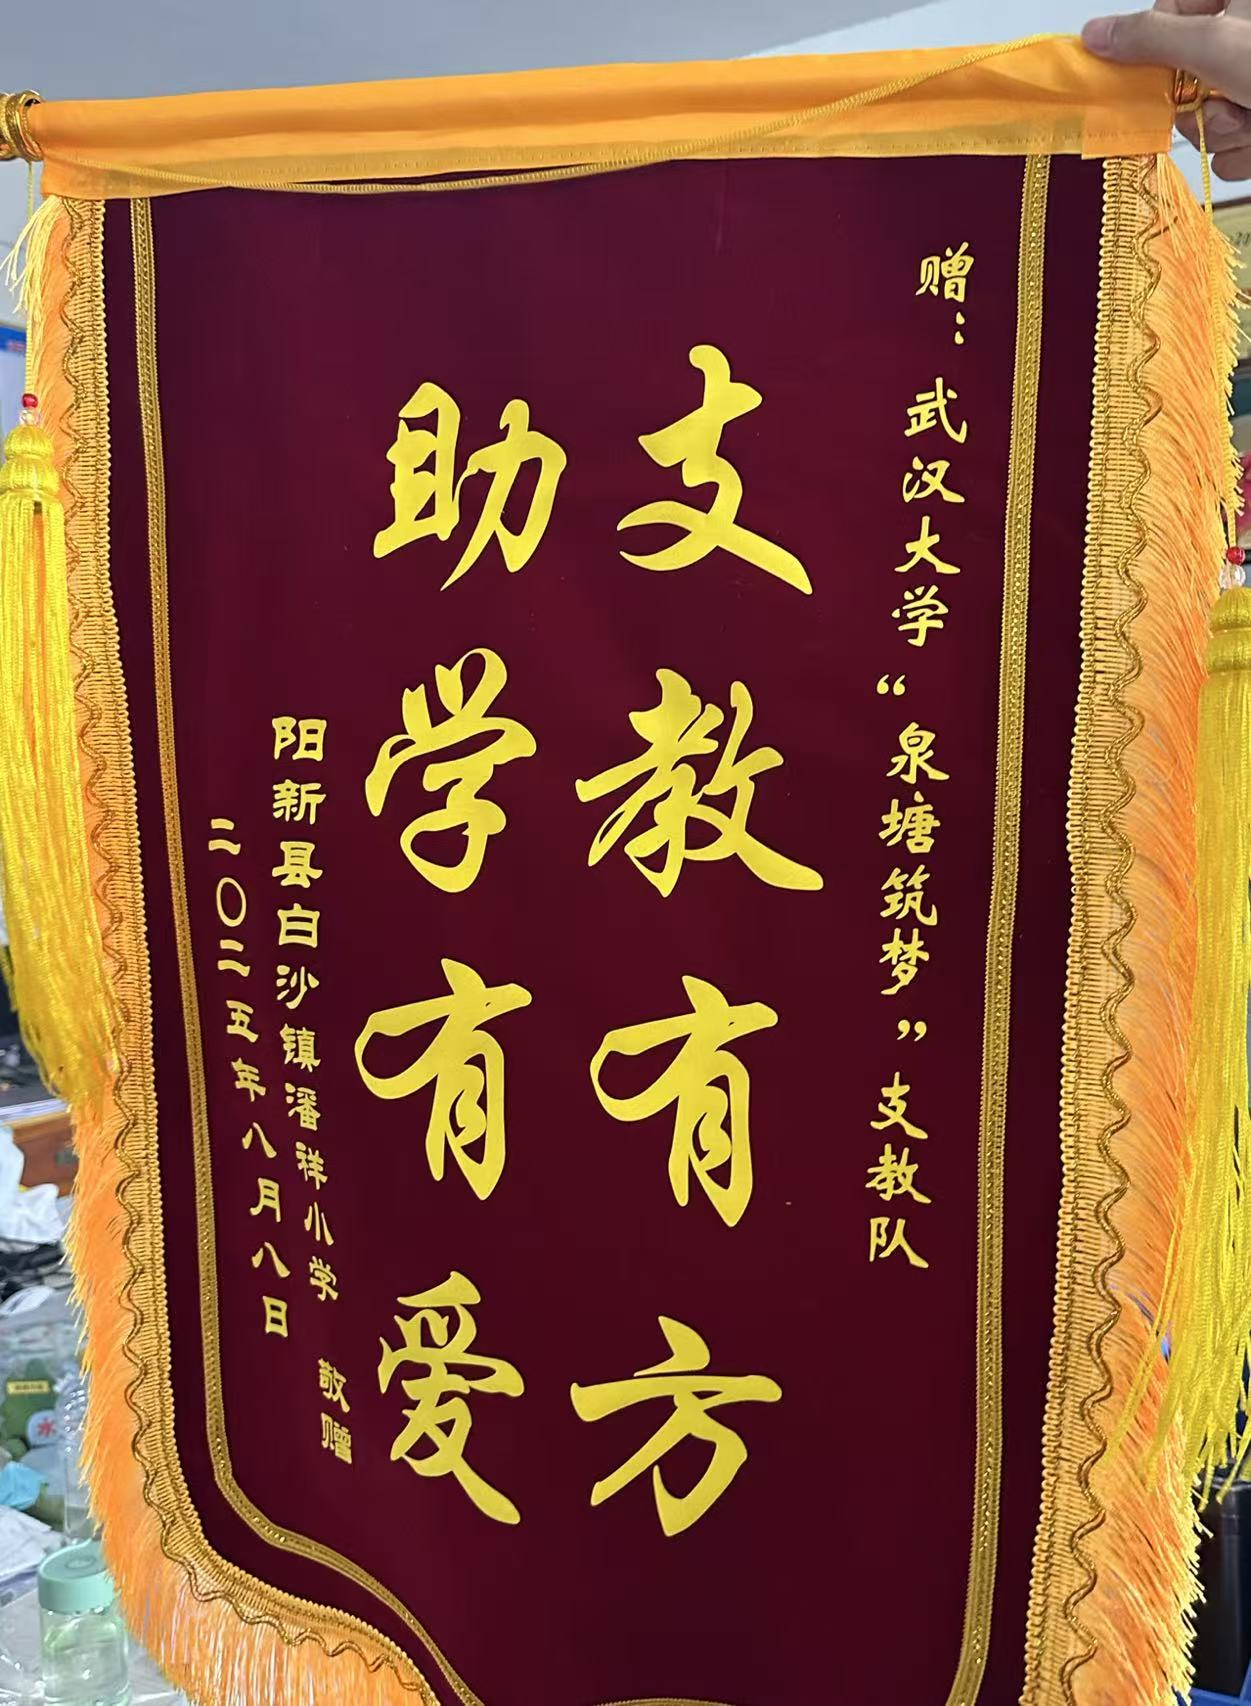 赠：武汉大学“泉塘筑梦”支教队
支教有方
助学有爱
阳新县白沙镇潘祥小学 敬赠
二〇二五年八月八日